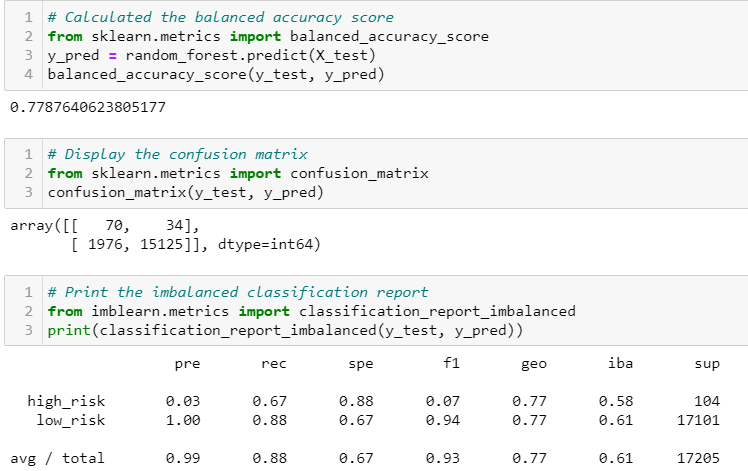 1 # Calculated the balanced accuracy score
2 from sklearn.metrics import balanced_accuracy_score
3 y_pred = random_forest.predict(X_test)
4 balanced_accuracy_score(y_test, y_pred)
0.7787640623805177
1 # Display the confusion matrix
2 from sklearn.metrics import confusion_matrix
3 confusion_matrix(y_test, y_pred)
array([[   70,    34],
       [ 1976, 15125]], dtype=int64)
1 # Print the imbalanced classification report
2 from imblearn.metrics import classification_report_imbalanced
3 print(classification_report_imbalanced(y_test, y_pred))
                   pre       rec       spe        f1       geo       iba       sup
  high_risk       0.03      0.67      0.88      0.07      0.77      0.58       104
   low_risk       1.00      0.88      0.67      0.94      0.77      0.61     17101
avg / total       0.99      0.88      0.67      0.93      0.77      0.61     17205